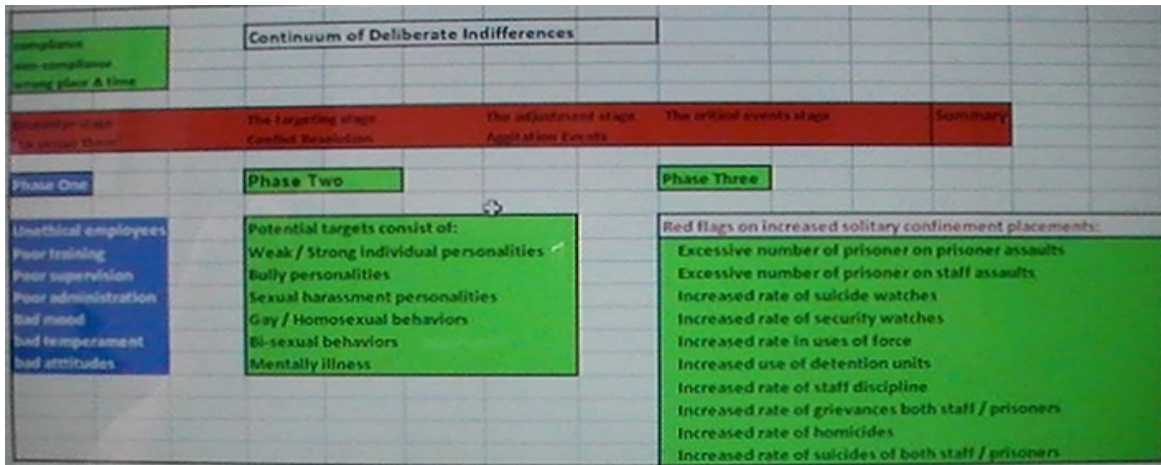 compliance
non-compliance
wrong place & time
Continuum of Deliberate Indifferences
stage The targeting stage The adjustment stage The critical events stage Summary
"Us versus Them" Conflict Resolution Aggitation Events
Phase One Phase Two Phase Three
Unethical employees
Poor training
Poor supervision
Poor administration
Bad mood
bad temperament
bad atttitudes
Potential targets consist of:
Weak / Strong individual personalities
Bully personalities
Sexual harassment personalities
Gay / Homosexual behaviors
Bi-sexual behaviors
Mentally illness
Red flags on increased solitary confinement placements:
Excessive number of prisoner on prisoner assaults
Excessive number of prisoner on staff assaults
Increased rate of suicide watches
Increased rate of security watches
Increased rate in uses of force
Increased use of detention units
Increased rate of staff discipline
Increased rate of grievances both staff / prisoners
Increased rate of homicides
Increased rate of suicides of both staff / prisoners